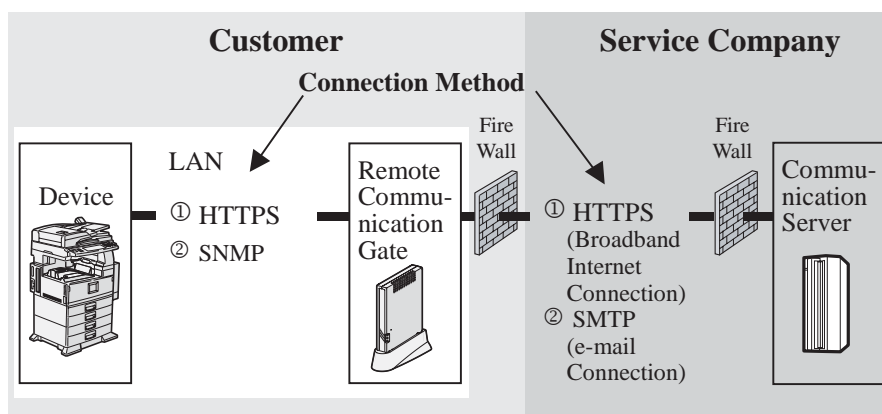 Customer
Service Company
Connection Method
Fire
Wall
Fire
Wall
Device
LAN
① HTTPS
② SNMP
Remote
Commu-
nication
Gate
① HTTPS
(Broadband
Internet
Connection)
② SMTP
(e-mail
Connection)
Commu-
nication
Server